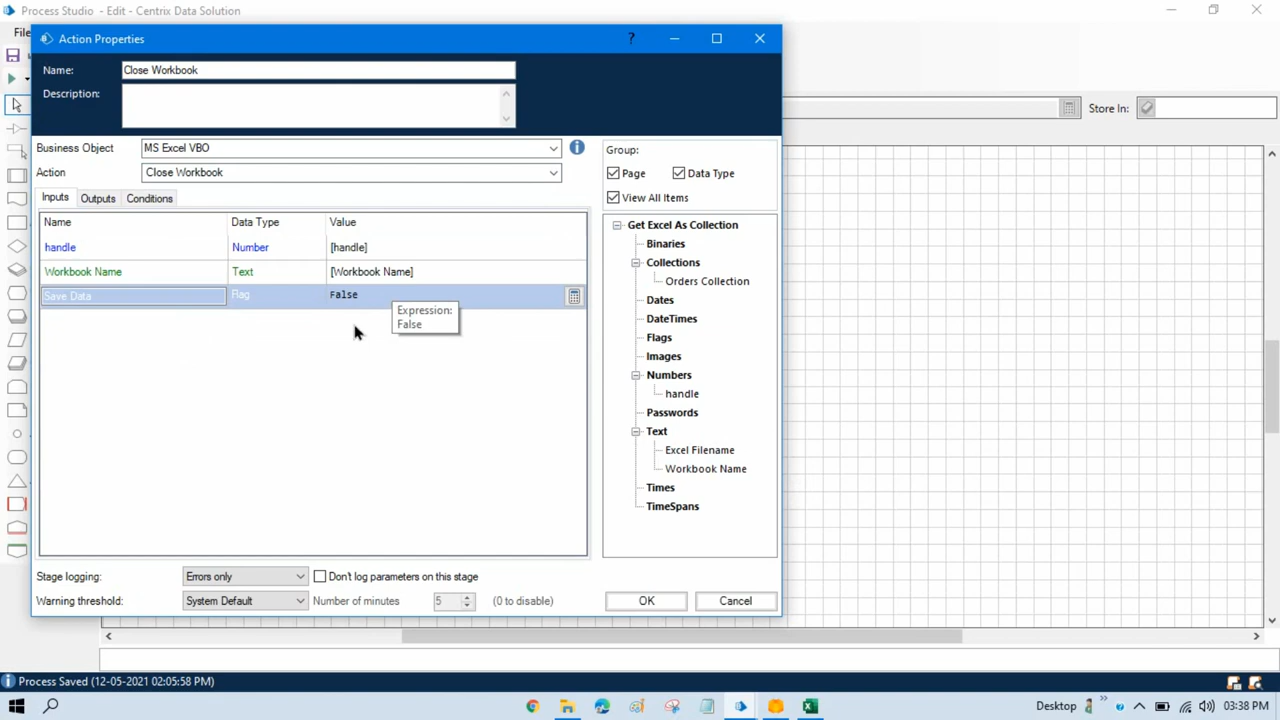 Process Studio - Edit - Centrix Data Solution
File
Action Properties
?
Name: Close Workbook
Description:
Business Object MS Excel VBO
Action Close Workbook
Inputs Outputs Conditions
Name Data Type Value
handle Number [handle]
Workbook Name Text [Workbook Name]
Save Data Flag False
Expression:
False
Group:
Page Data Type
View All Items
Get Excel As Collection
Binaries
Collections
Orders Collection
Dates
DateTimes
Flags
Images
Numbers
handle
Passwords
Text
Excel Filename
Workbook Name
Times
TimeSpans
Store In:
Stage logging: Errors only Don't log parameters on this stage
Warning threshold: System Default Number of minutes 5 (0 to disable) OK Cancel
Process Saved (12-05-2021 02:05:58 PM)
Desktop 03:38 PM